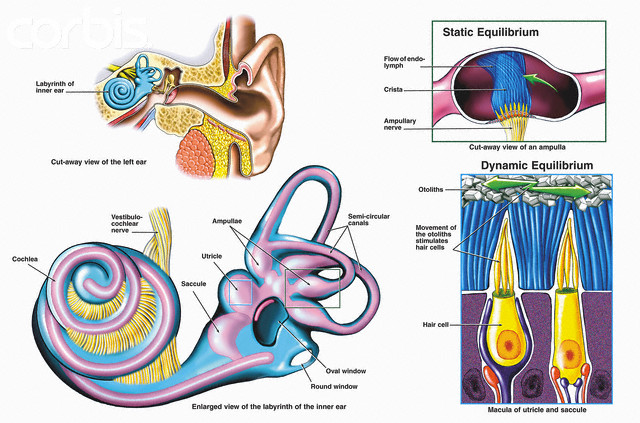 corbis
Labyrinth of
inner ear
Cut-away view of the left ear
Static Equilibrium
Flow of endo-
lymph
Crista
Ampullary
nerve
Cut-away view of an ampulla
Dynamic Equilibrium
Otoliths
Movement of
the otoliths
stimulates
hair cells
Hair cell
Macula of utricle and saccule
Vestibulo-
cochlear
nerve
Cochlea
Ampullae
Semi-circular
canals
Utricle
Saccule
Oval window
Round window
Enlarged view of the labyrinth of the inner ear